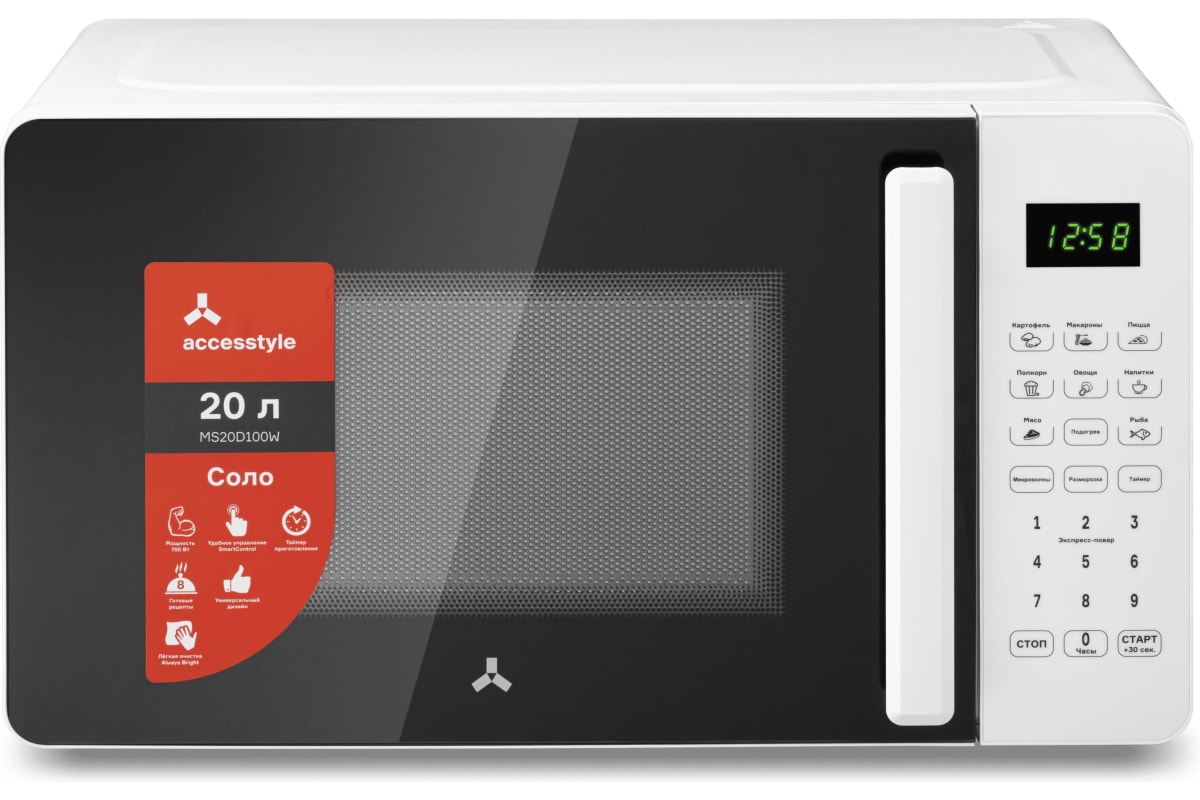 accesstyle
20 л
MS20D100W
Соло
Мощность
700 Вт
Удобное управление
SmartControl
Таймер
приготовления
8
Готовые
рецепты
Универсальный
дизайн
Лёгкая очистка
Always Bright
12:58
Картофель Макароны Пицца
Попкорн Овощи Напитки
Мясо Подогрев Рыба
Микроволны Разморозка Таймер
1 2 3
Экспресс-повар
4 5 6
7 8 9
СТОП 0 СТАРТ
Часы +30 сек.